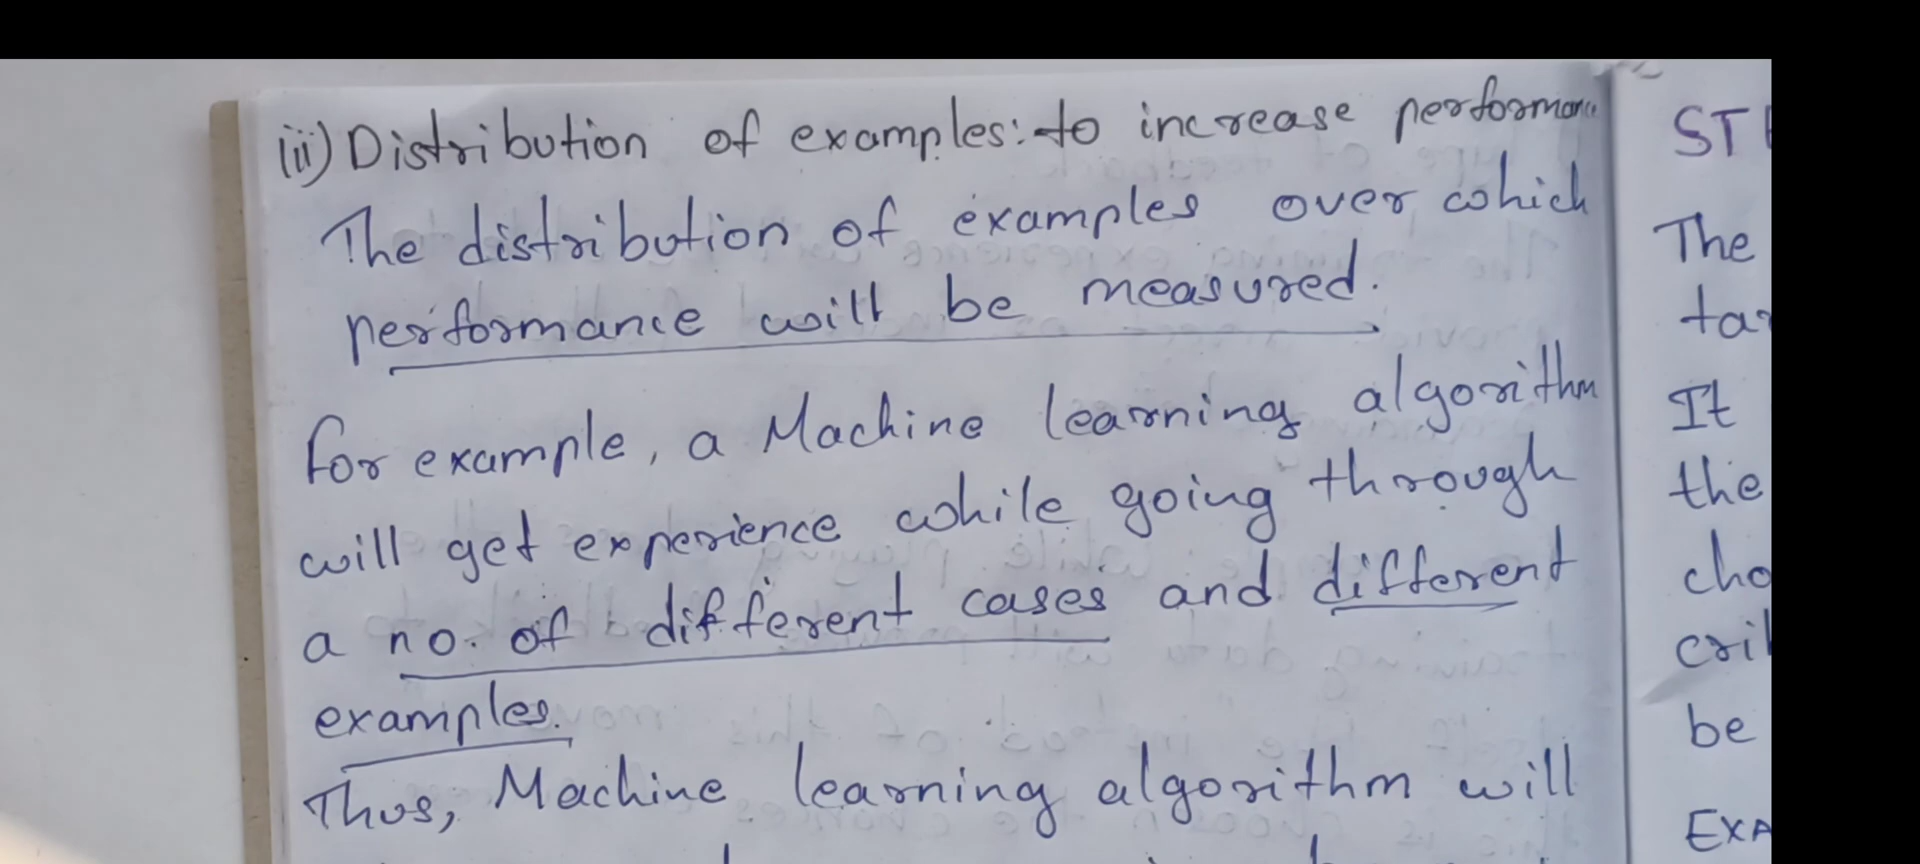 iii) Distribution of examples:- to increase performance
The distribution of examples over which
performance will be measured.
for example, a Machine learning algorithm
will get experience while going through
a no. of different cases and different
examples.
Thus, Machine learning algorithm will
The
It
the
be